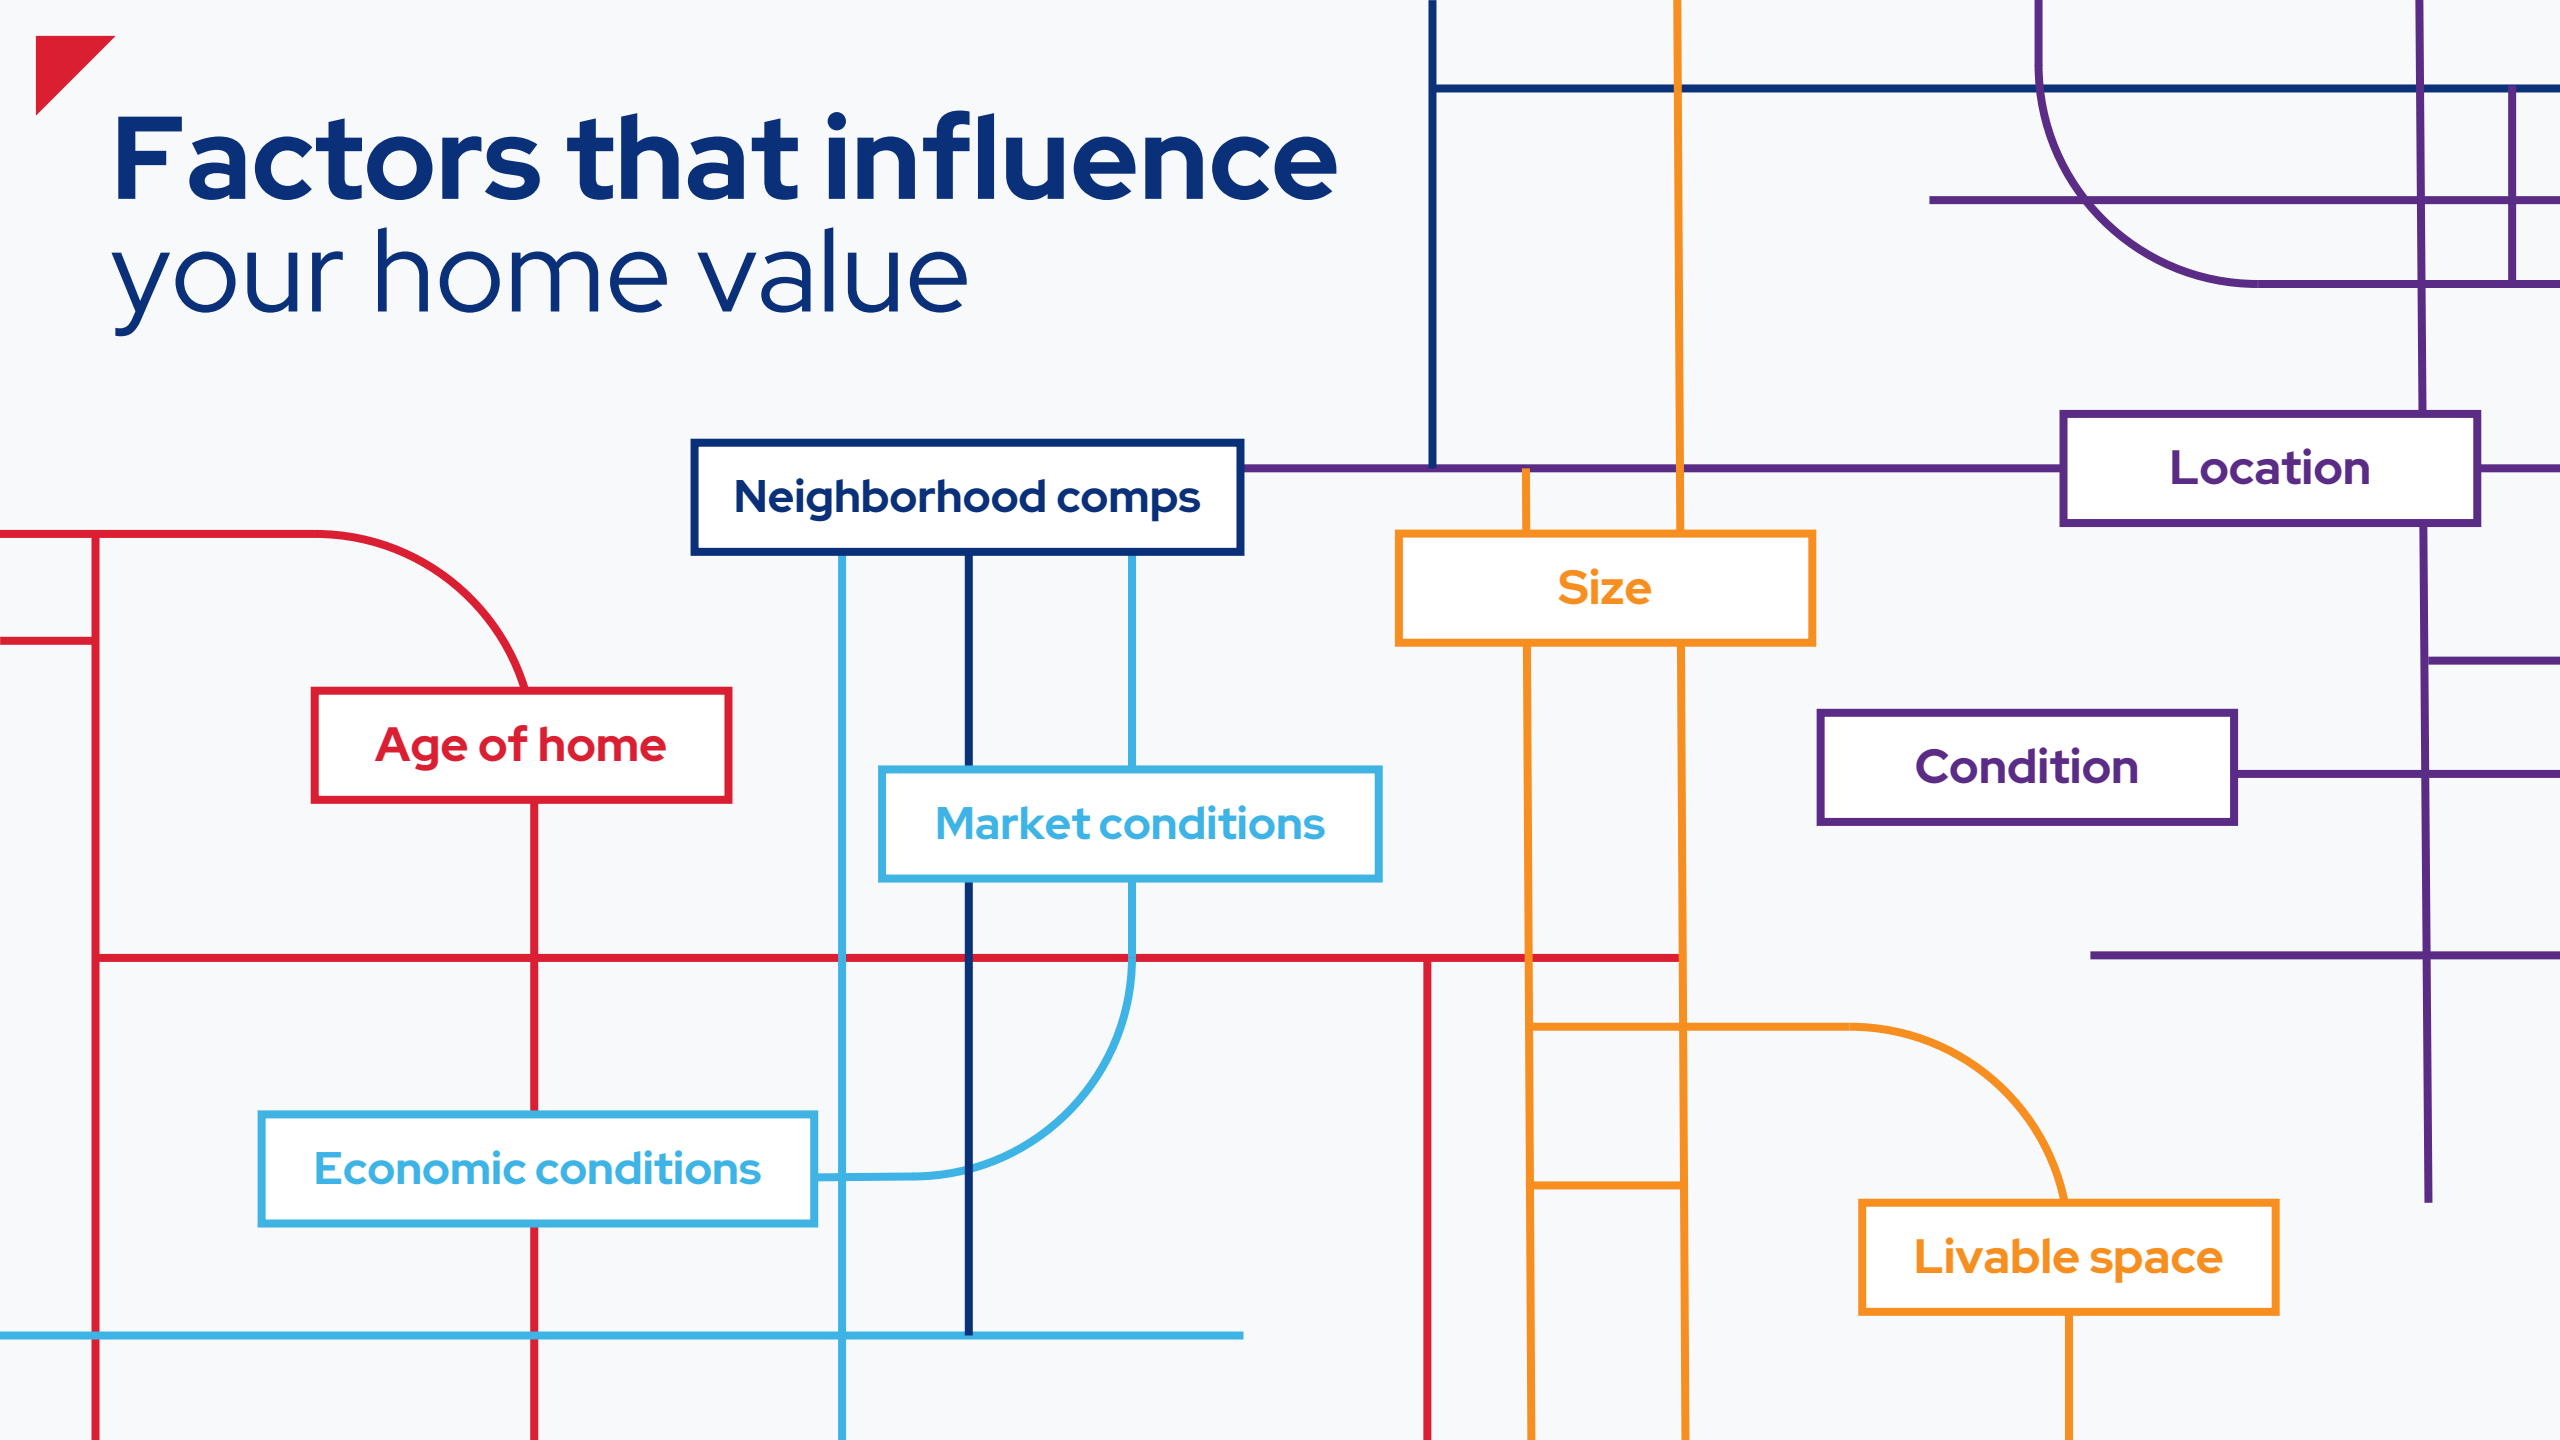 Factors that influence
your home value
Neighborhood comps
Location
Size
Age of home
Condition
Market conditions
Economic conditions
Livable space